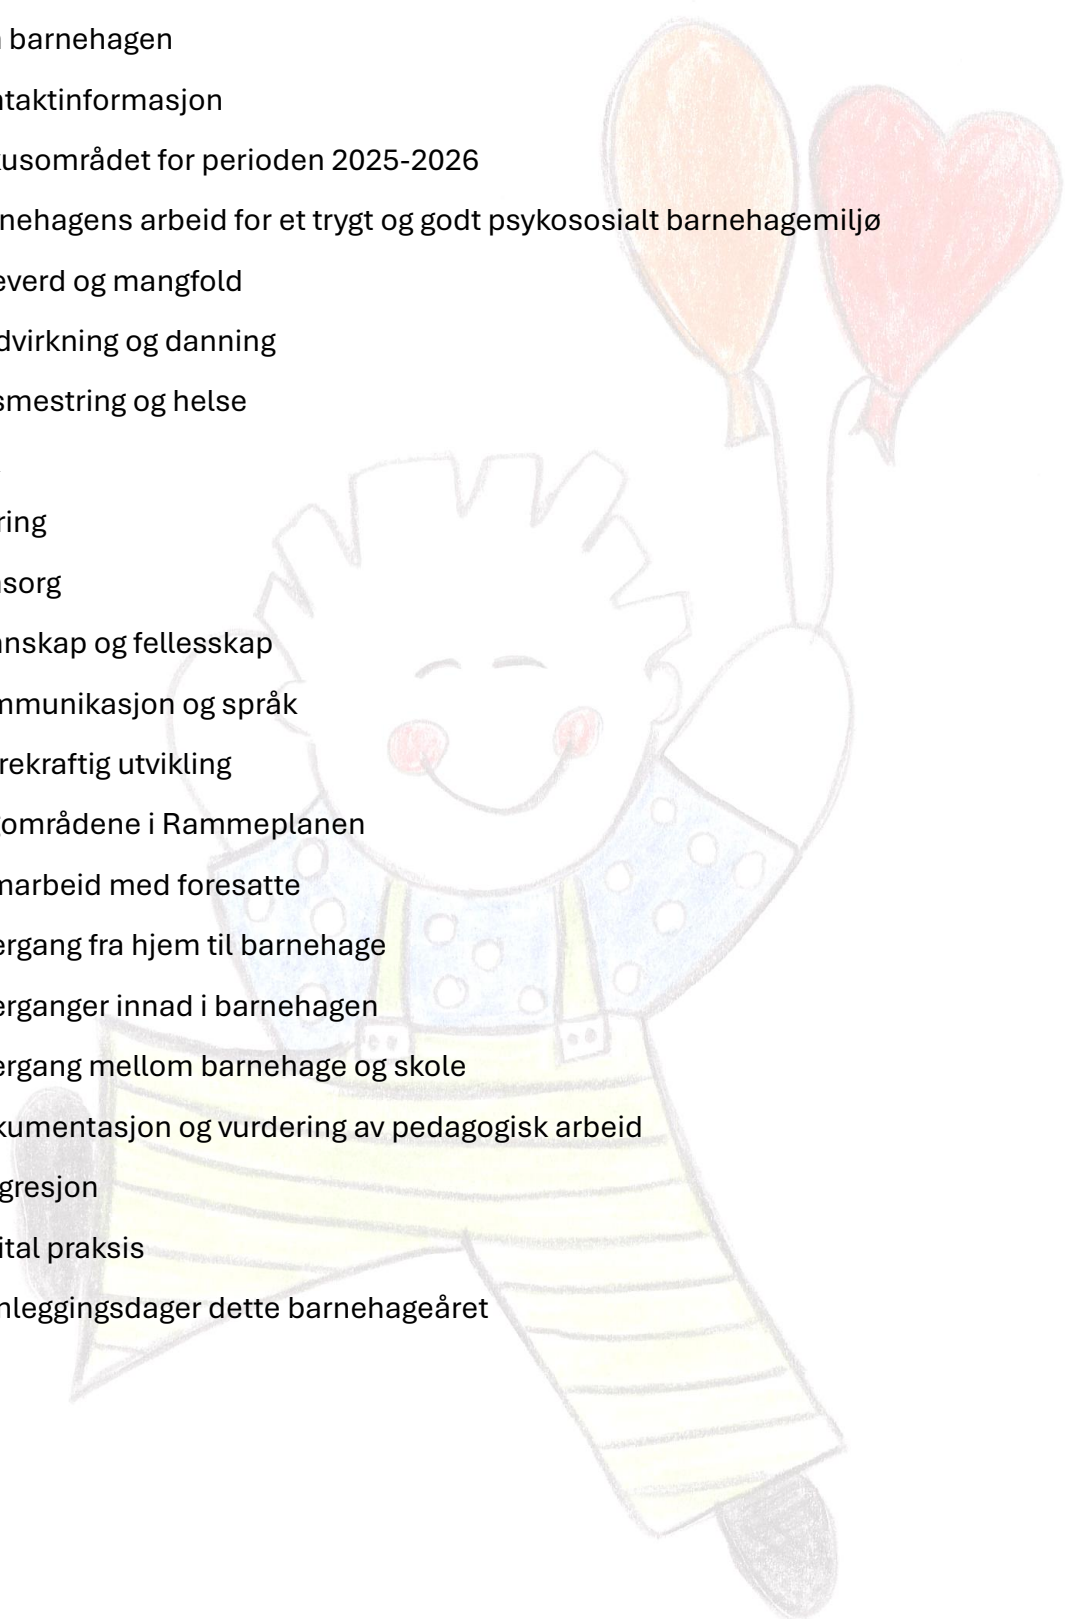 barnehagen
ntaktinformasjon
kusområdet for perioden 2025-2026
nehagens arbeid for et trygt og godt psykososialt barnehagemiljø
everd og mangfold
dvirkning og danning
smestring og helse
ring
nsorg
nnskap og fellesskap
mmunikasjon og språk
rekraftig utvikling
gområdene i Rammeplanen
marbeid med foresatte
ergang fra hjem til barnehage
erganger innad i barnehagen
ergang mellom barnehage og skole
kumentasjon og vurdering av pedagogisk arbeid
gresjon
ital praksis
nleggingsdager dette barnehageåret